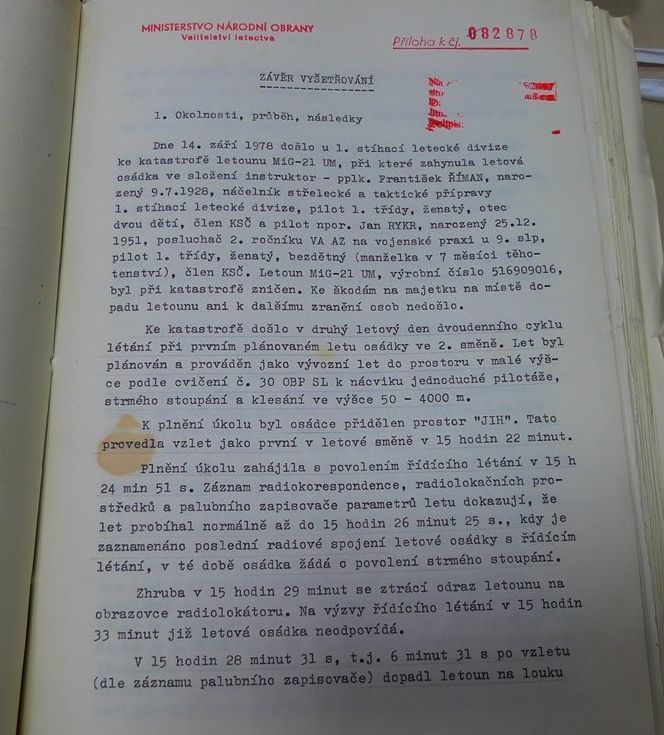 MINISTERSTVO NÁRODNÍ OBRANY
Velitelství letectva
Příloha k čj. 082878
ZÁVĚR VYŠETŘOVÁNÍ
1. Okolnosti, průběh, následky
Dne 14. září 1978 došlo u 1. stíhací letecké divize
ke katastrofě letounu MiG-21 UM, při které zahynula letová
osádka ve složení instruktor - pplk. František ŘÍMAN, naro-
zený 9.7.1928, náčelník střelecké a taktické přípravy
1. stíhací letecké divize, pilot 1. třídy, ženatý, otec
dvou dětí, člen KSČ a pilot npor. Jan RYKR, narozený 25.12.
1951, posluchač 2. ročníku VA AZ na vojenské praxi u 9. slp,
pilot 1. třídy, ženatý, bezdětný (manželka v 7 měsíci těho-
tenství), člen KSČ. Letoun MiG-21 UM, výrobní číslo 516909016,
byl při katastrofě zničen. Ke škodám na majetku na místě do-
padu letounu ani k dalšímu zranění osob nedošlo.
Ke katastrofě došlo v druhý letový den dvoudenního cyklu
létání při prvním plánovaném letu osádky ve 2. směně. Let byl
plánován a prováděn jako vývozní let do prostoru v malé výš-
ce podle cvičení č. 30 OBP SL k nácviku jednoduché pilotáže,
strmého stoupání a klesání ve výšce 50 - 4000 m.
K plnění úkolu byl osádce přidělen prostor "JIH". Tato
provedla vzlet jako první v letové směně v 15 hodin 22 minut.
Plnění úkolu zahájila s povolením řídícího létání v 15 h
24 min 51 s. Záznam radiokorespondence, radiolokačních pro-
středků a palubního zapisovače parametrů letu dokazují, že
let probíhal normálně až do 15 hodin 26 minut 25 s., kdy je
zaznamenáno poslední radiové spojení letové osádky s řídícím
létání, v té době osádka žádá o povolení strmého stoupání.
Zhruba v 15 hodin 29 minut se ztrácí odraz letounu na
obrazovce radiolokátoru. Na výzvy řídícího létání v 15 hodin
33 minut již letová osádka neodpovídá.
V 15 hodin 28 minut 31 s, t.j. 6 minut 31 s po vzletu
(dle záznamu palubního zapisovače) dopadl letoun na louku